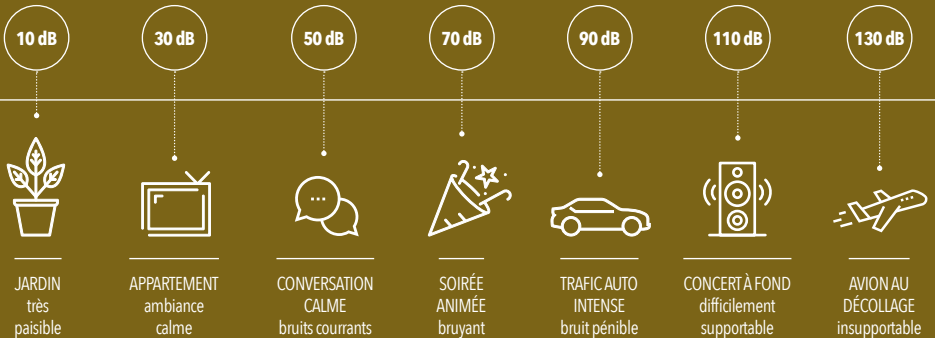 10 dB
30 dB
50 dB
70 dB
90 dB
110 dB
130 dB
JARDIN
très
paisible
APPARTEMENT
ambiance
calme
CONVERSATION
CALME
bruits courrants
SOIRÉE
ANIMÉE
bruyant
TRAFIC AUTO
INTENSE
bruit pénible
CONCERT À FOND
difficilement
supportable
AVION AU
DÉCOLLAGE
insupportable